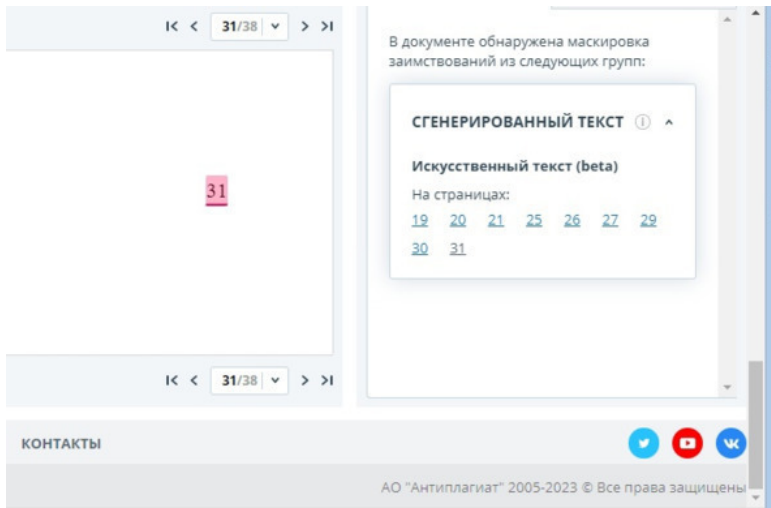 31/38
В документе обнаружена маскировка
заимствований из следующих групп:
СГЕНЕРИРОВАННЫЙ ТЕКСТ
Искусственный текст (beta)
На страницах:
19 20 21 25 26 27 29
30 31
31
31/38
КОНТАКТЫ
АО "Антиплагиат" 2005-2023 © Все права защищены